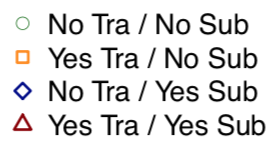 No Tra / No Sub
Yes Tra / No Sub
No Tra / Yes Sub
Yes Tra / Yes Sub